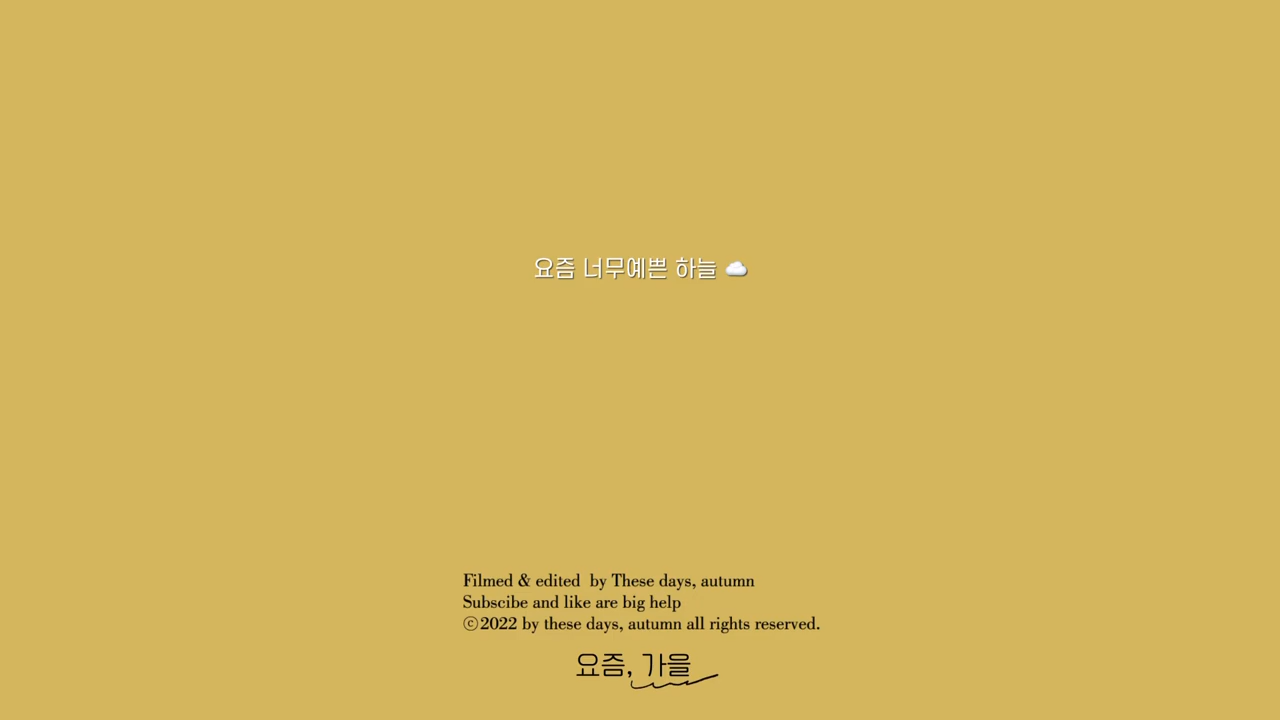 요즘 너무예쁜 하늘 ☁️
Filmed & edited  by These days, autumn
Subscibe and like are big help
ⓒ2022 by these days, autumn all rights reserved.
요즘, 가을